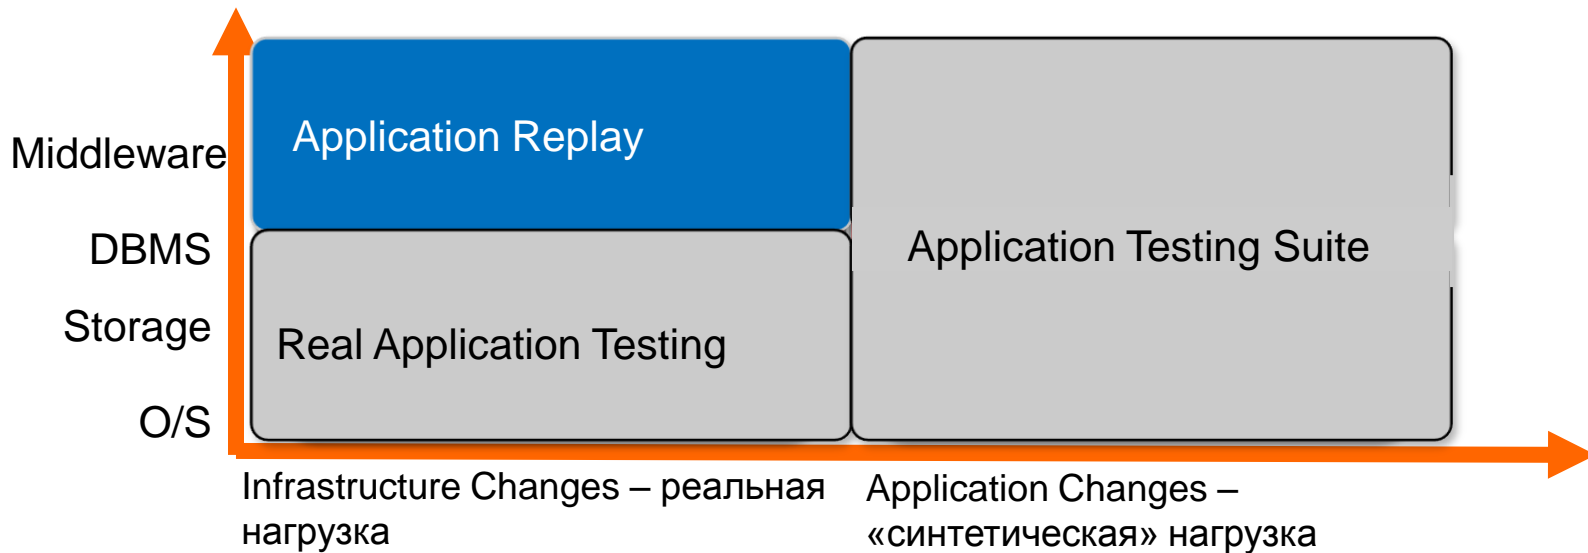 Application Replay
Middleware
DBMS
Application Testing Suite
Storage
Real Application Testing
O/S
Infrastructure Changes – реальная
нагрузка
Application Changes –
«синтетическая» нагрузка